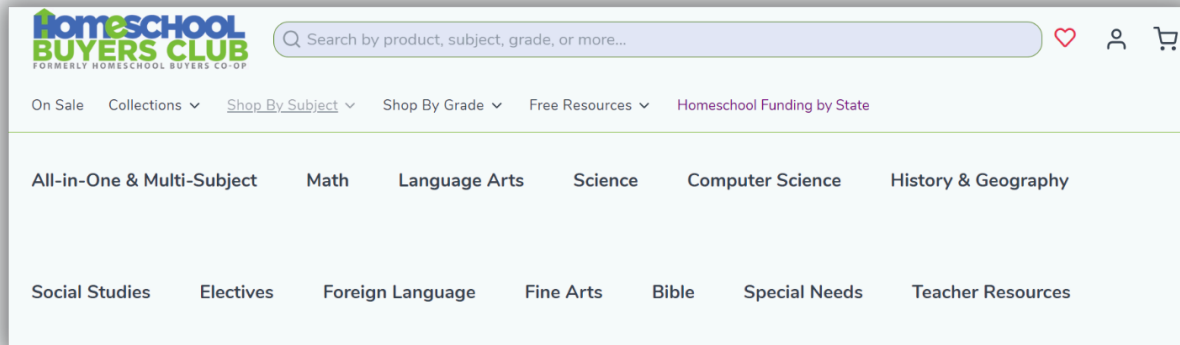 HomeSCHOOL
BUYERS CLUB
FORMERLY HOMESCHOOL BUYERS CO-OP
Search by product, subject, grade, or more...
On Sale Collections Shop By Subject Shop By Grade Free Resources Homeschool Funding by State
All-in-One & Multi-Subject Math Language Arts Science Computer Science History & Geography
Social Studies Electives Foreign Language Fine Arts Bible Special Needs Teacher Resources